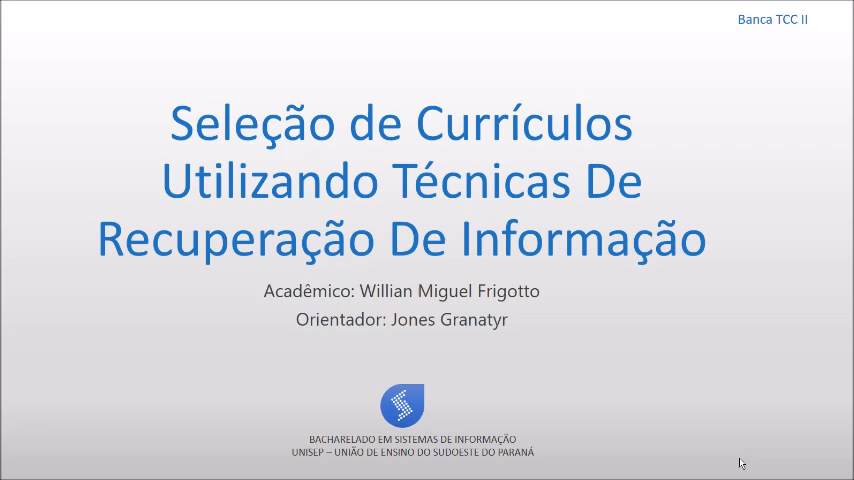 Banca TCC II
Seleção de Currículos
Utilizando Técnicas De
Recuperação De Informação
Acadêmico: Willian Miguel Frigotto
Orientador: Jones Granatyr
BACHARELADO EM SISTEMAS DE INFORMAÇÃO
UNISEP – UNIÃO DE ENSINO DO SUDOESTE DO PARANÁ